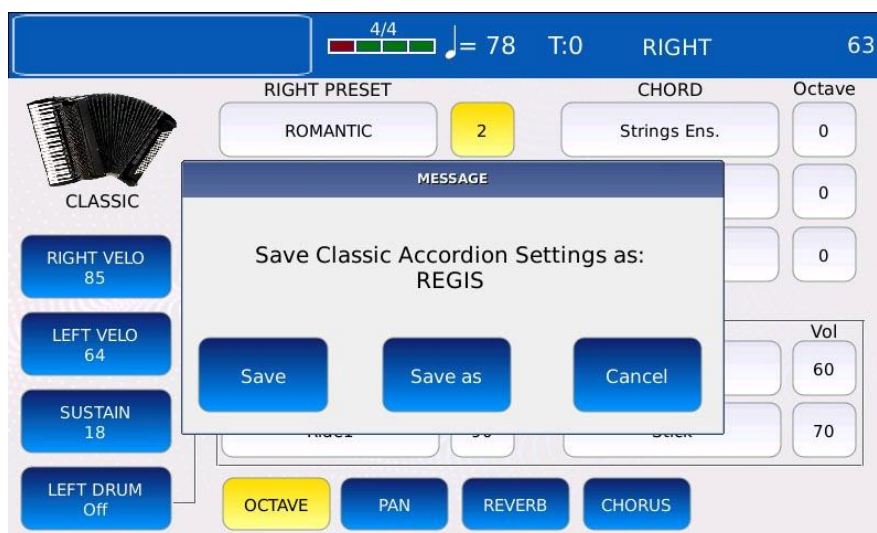 4/4
= 78 T:0 RIGHT 63
RIGHT PRESET CHORD Octave
ROMANTIC 2 Strings Ens. 0
CLASSIC
MESSAGE
0
RIGHT VELO
85
Save Classic Accordion Settings as:
REGIS
0
LEFT VELO
64
Vol
Save Save as Cancel
60
SUSTAIN
18
70
LEFT DRUM
Off
OCTAVE PAN REVERB CHORUS